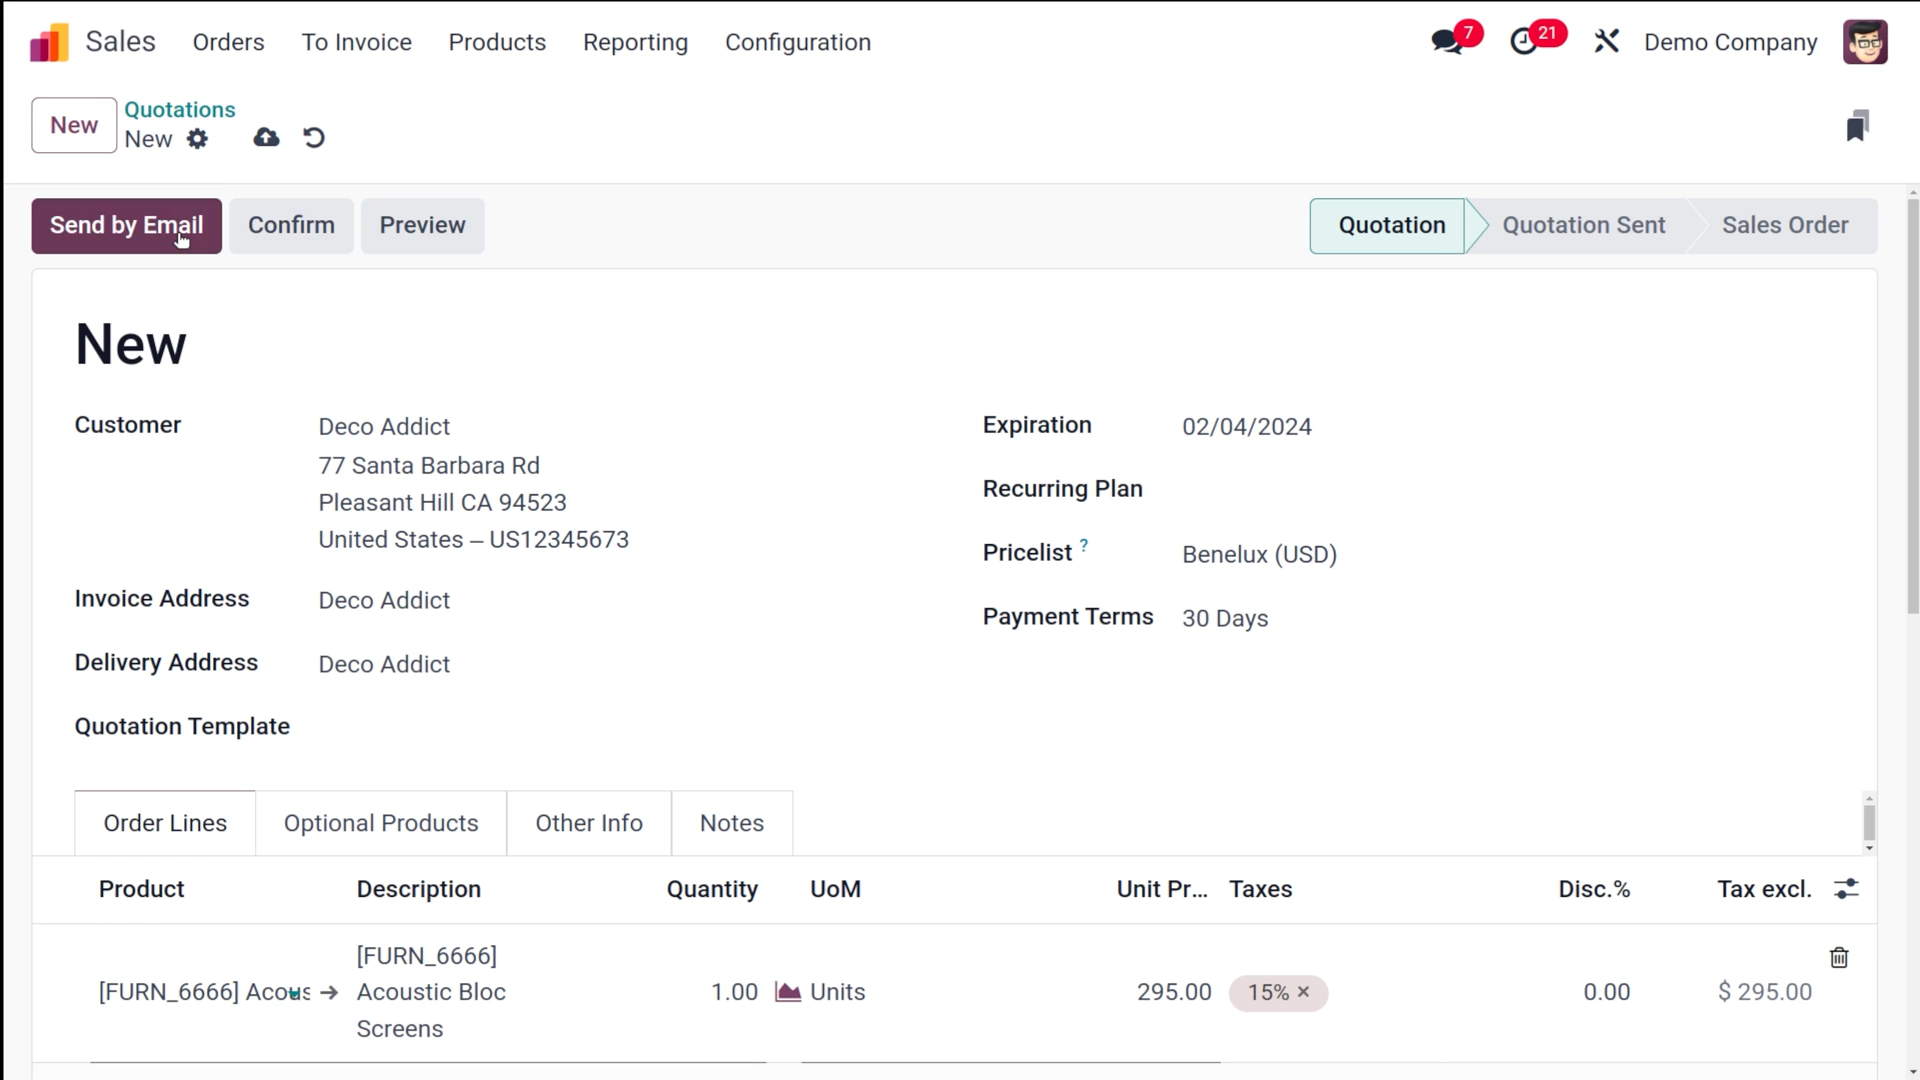 Sales Orders To Invoice Products Reporting Configuration 7 21 Demo Company
New Quotations
New
Send by Email Confirm Preview Quotation Quotation Sent Sales Order
New
Customer Deco Addict Expiration 02/04/2024
77 Santa Barbara Rd
Recurring Plan
Pleasant Hill CA 94523
United States – US12345673
Pricelist ? Benelux (USD)
Invoice Address Deco Addict Payment Terms 30 Days
Delivery Address Deco Addict
Quotation Template
Order Lines Optional Products Other Info Notes
Product Description Quantity UoM Unit Pr... Taxes Disc.% Tax excl.
[FURN_6666]
[FURN_6666] Acous Acoustic Bloc 1.00 Units 295.00 15% × 0.00 $ 295.00
Screens